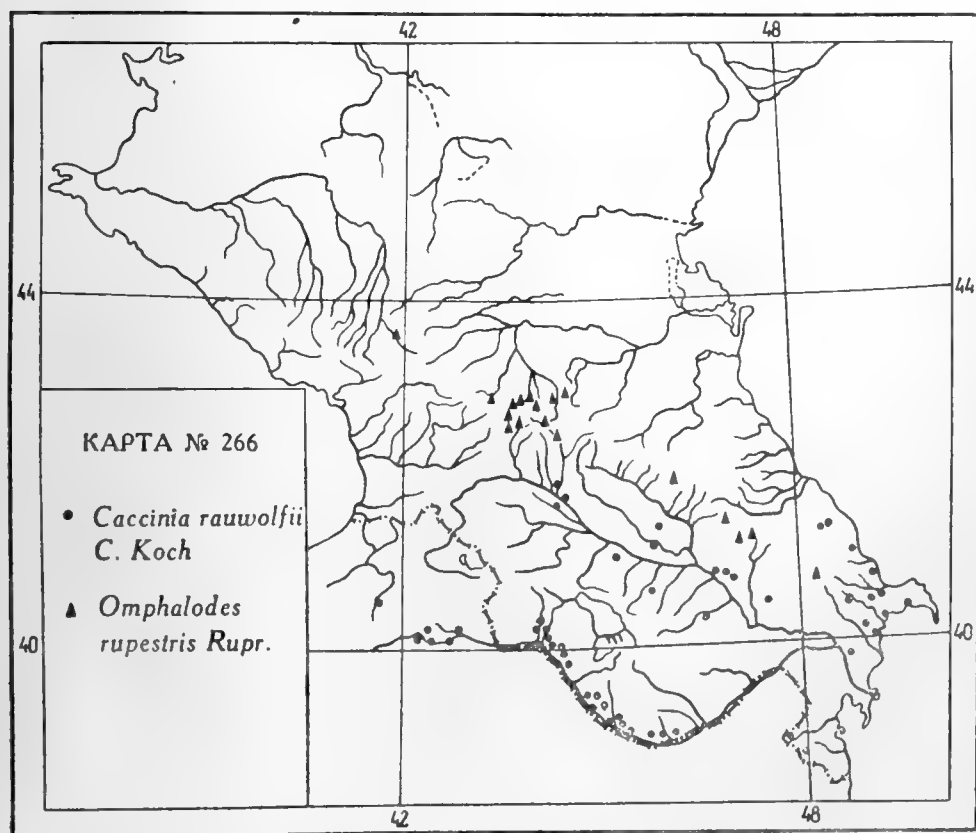 42 48
44 44
КАРТА № 266
Caccinia rauwolfii
C. Koch
Omphalodes
rupestris Rupr.
40 40
42 48